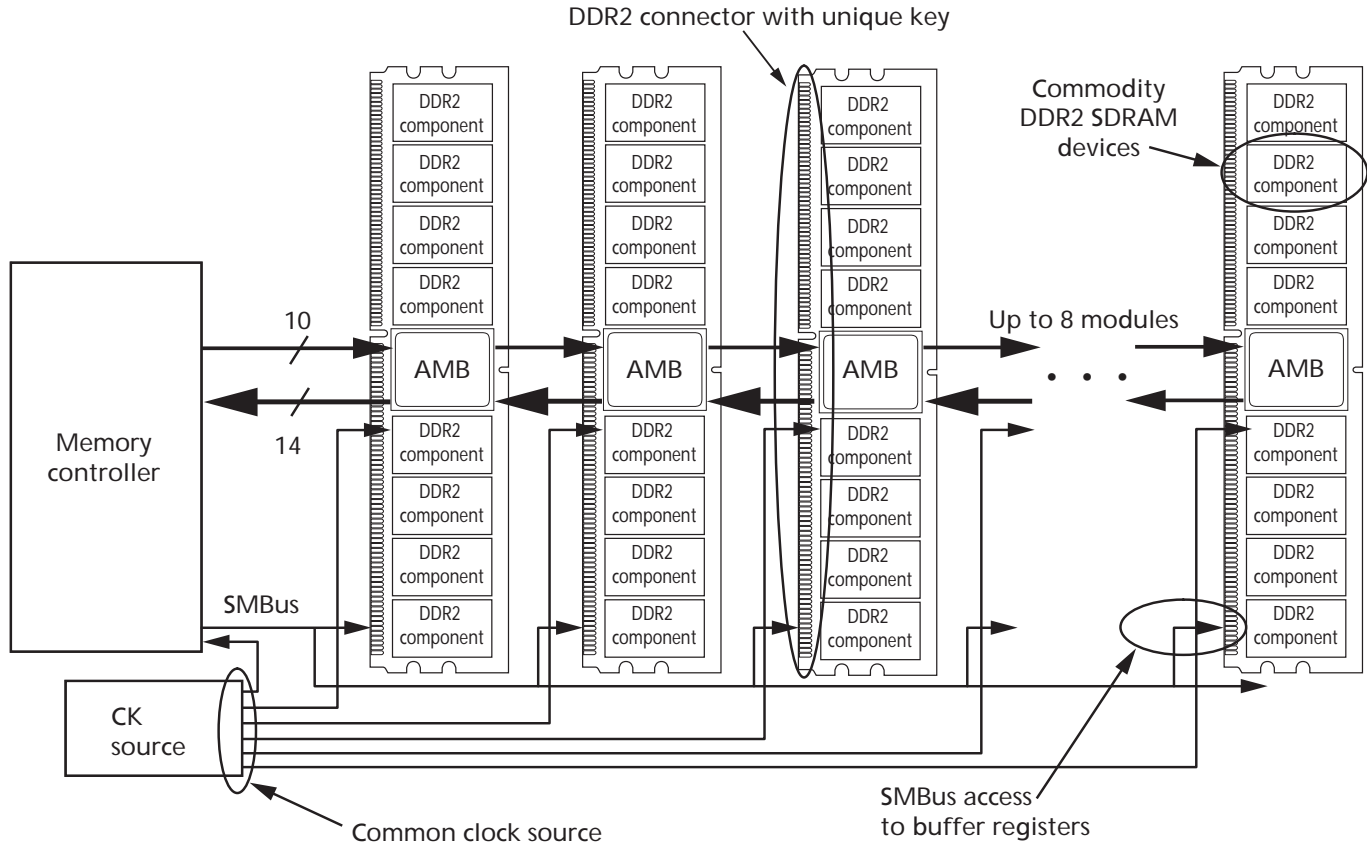 DDR2 connector with unique key
Commodity
DDR2 SDRAM
devices
DDR2
component
DDR2
component
DDR2
component
DDR2
component
AMB
DDR2
component
DDR2
component
DDR2
component
DDR2
component
DDR2
component
DDR2
component
DDR2
component
DDR2
component
AMB
DDR2
component
DDR2
component
DDR2
component
DDR2
component
DDR2
component
DDR2
component
DDR2
component
DDR2
component
AMB
DDR2
component
DDR2
component
DDR2
component
DDR2
component
DDR2
component
DDR2
component
DDR2
component
DDR2
component
AMB
DDR2
component
DDR2
component
DDR2
component
DDR2
component
Up to 8 modules
. . .
10
14
Memory
controller
SMBus
CK
source
Common clock source
SMBus access
to buffer registers